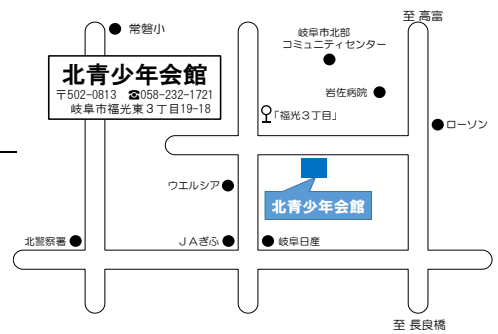 至 高富
常磐小
岐阜市北部
コミュニティセンター
北青少年会館
〒502-0813 ☎058-232-1721
岐阜市福光東3丁目19-18
岩佐病院
「福光3丁目」
ローソン
ウエルシア
北青少年会館
北警察署
JAぎふ
岐阜日産
至 長良橋